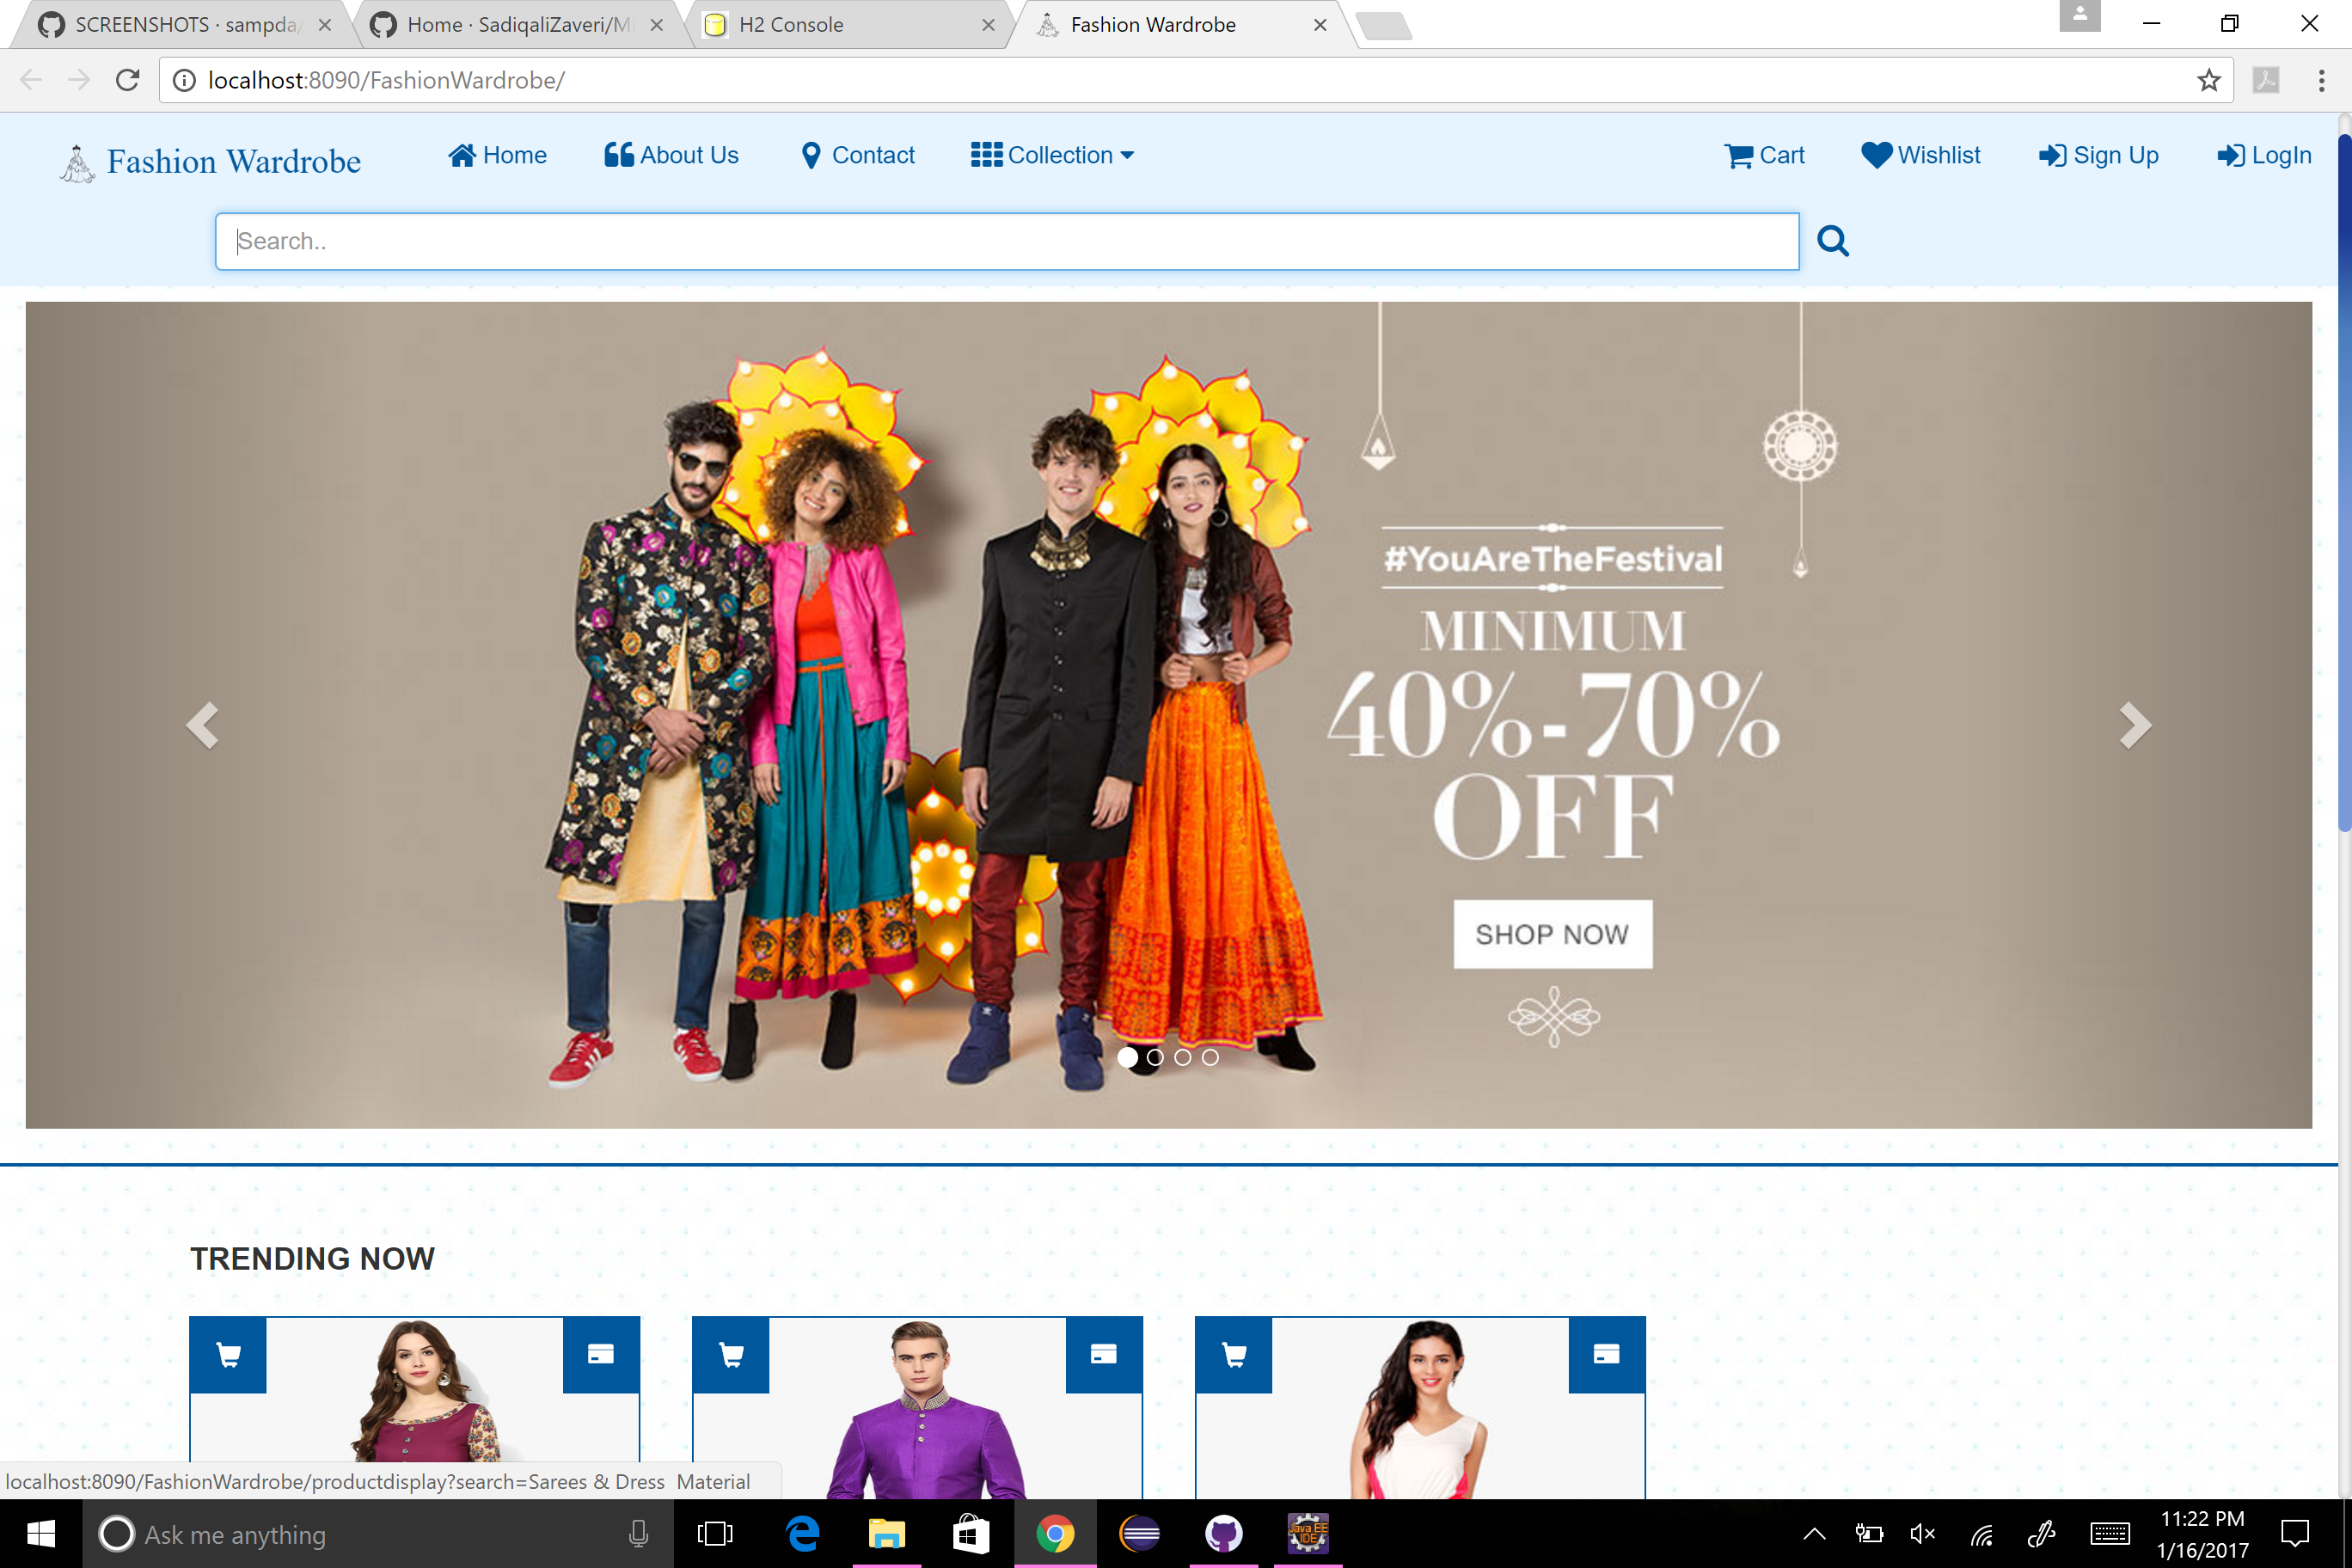 SCREENSHOTS · sampda/
Home · SadiqaliZaveri/Mi
H2 Console
Fashion Wardrobe
localhost:8090/FashionWardrobe/
Fashion Wardrobe
Home
About Us
Contact
Collection
Cart
Wishlist
Sign Up
LogIn
Search..
#YouAreTheFestival
MINIMUM
40%-70%
OFF
SHOP NOW
TRENDING NOW
localhost:8090/FashionWardrobe/productdisplay?search=Sarees & Dress Material
Ask me anything
Java EE
IDE
11:22 PM
1/16/2017